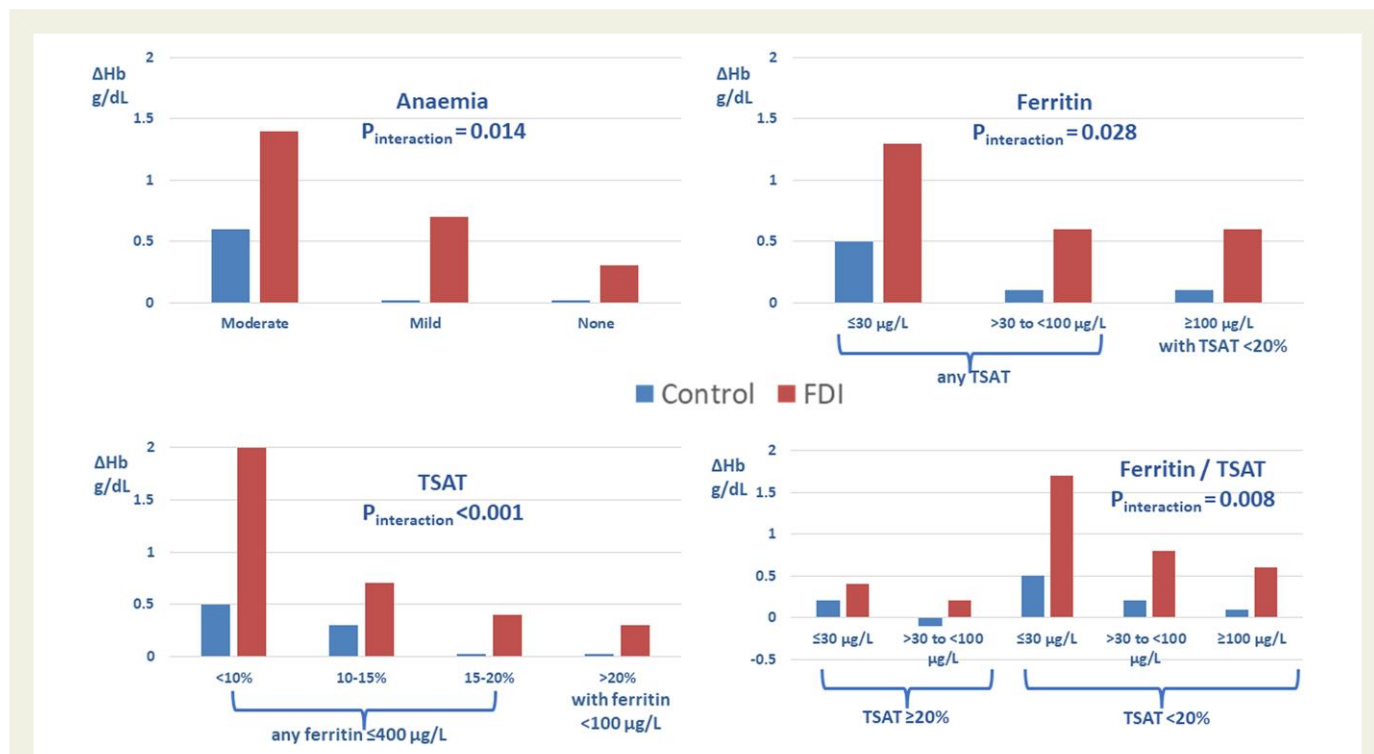 2
ΔHb
g/dL
1.5
1
0.5
0
Anaemia
P interaction = 0.014
Moderate Mild None
2
ΔHb
g/dL
1.5
1
0.5
0
Ferritin
P interaction = 0.028
≤30 µg/L >30 to <100 µg/L ≥100 µg/L
with TSAT <20%
any TSAT
Control FDI
2
ΔHb
g/dL
1.5
1
0.5
0
TSAT
P interaction <0.001
<10% 10-15% 15-20% >20%
with ferritin
<100 µg/L
any ferritin ≤400 µg/L
2
ΔHb
g/dL
1.5
1
0.5
0
-0.5
Ferritin / TSAT
P interaction = 0.008
≤30 µg/L >30 to <100 ≤30 µg/L >30 to <100 ≥100 µg/L
µg/L µg/L
TSAT ≥20% TSAT <20%